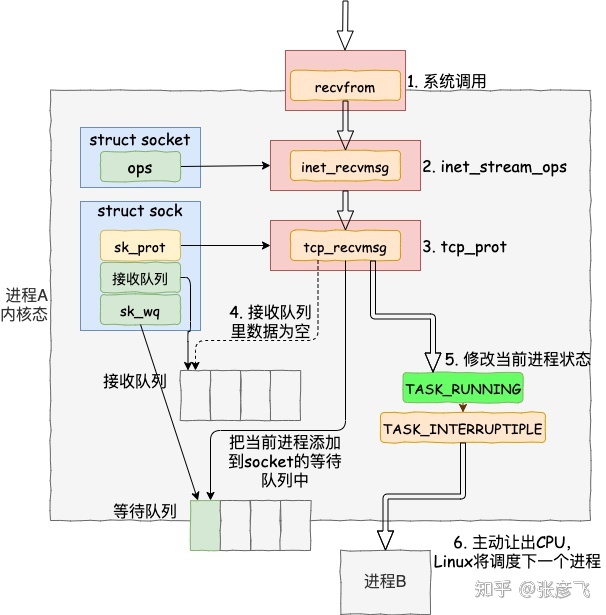 recvfrom
1. 系统调用
struct socket
ops
inet_recvmsg
2. inet_stream_ops
struct sock
sk_prot
tcp_recvmsg
3. tcp_prot
接收队列
sk_wq
进程A
内核态
4. 接收队列
里数据为空
5. 修改当前进程状态
接收队列
TASK_RUNNING
TASK_INTERRUPTIPLE
把当前进程添加
到socket的等待
队列中
等待队列
6. 主动让出CPU,
Linux将调度下一个进程
进程B
知乎 @张彦飞